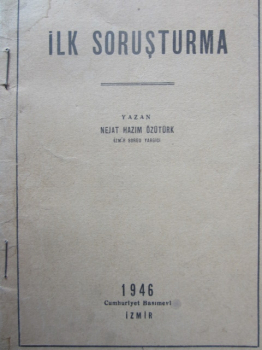 İLK SORUŞTURMA
YAZAN
NEJAT HAZIM ÖZÜTÜRK
1946
Cumhuriyet Basımevi
İZMİR